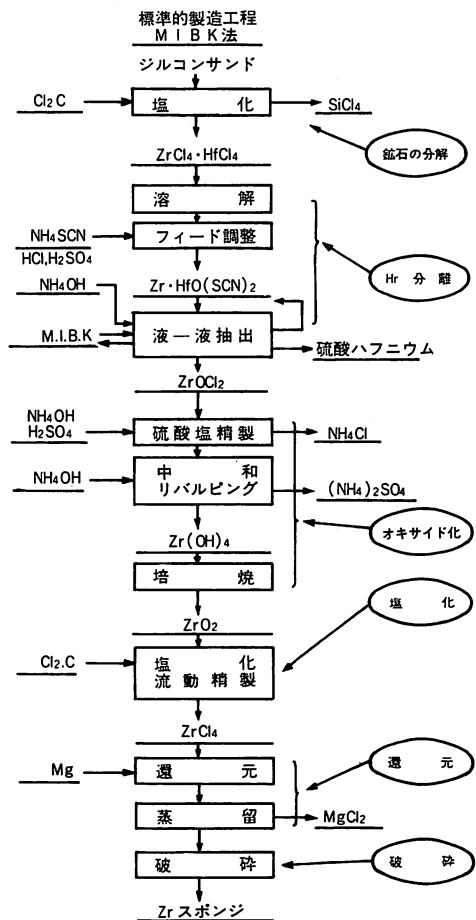 標準的製造工程
MIBK法
ジルコンサンド
Cl2C
塩 化
SiCl4
鉱石の分解
ZrCl4・HfCl4
溶 解
NH4SCN
HCl,H2SO4
フィード調整
Hr 分 離
NH4OH
Zr・HfO(SCN)2
M.I.B.K
液—液抽出
硫酸ハフニウム
ZrOCl2
NH4OH
H2SO4
硫酸塩精製
NH4Cl
NH4OH
中 和
リバルピング
(NH4)2SO4
オキサイド化
Zr(OH)4
培 焼
塩 化
ZrO2
Cl2.C
塩 化
流動精製
ZrCl4
Mg
還 元
還 元
蒸 留
MgCl2
破 砕
破 砕
Zrスポンジ